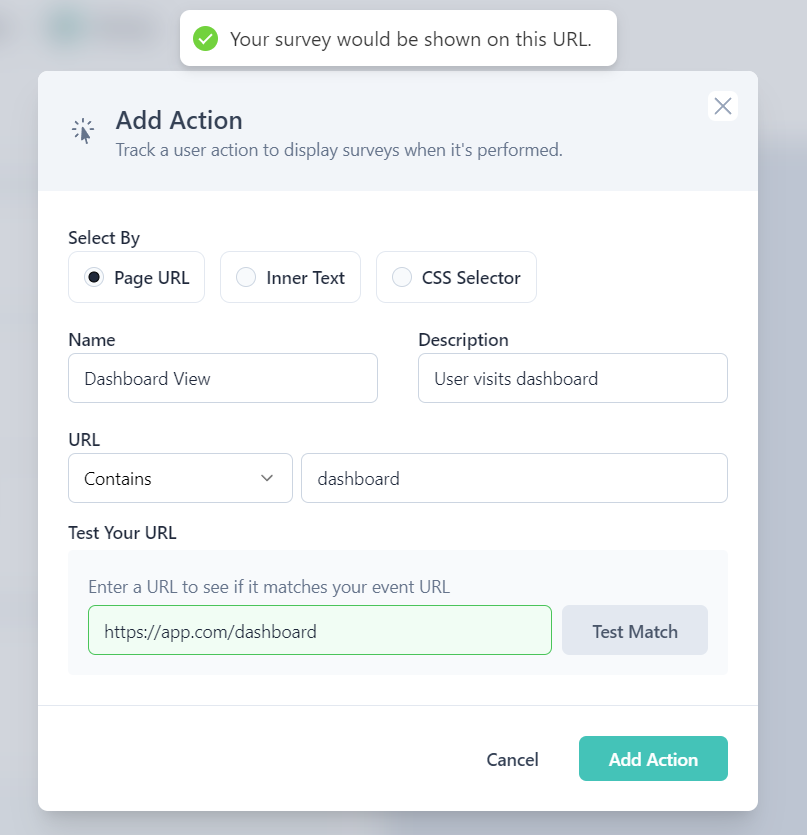 Your survey would be shown on this URL.
Add Action
Track a user action to display surveys when it's performed.
Select By
Page URL
Inner Text
CSS Selector
Name
Description
Dashboard View
User visits dashboard
URL
Contains
dashboard
Test Your URL
Enter a URL to see if it matches your event URL
https://app.com/dashboard
Test Match
Cancel
Add Action